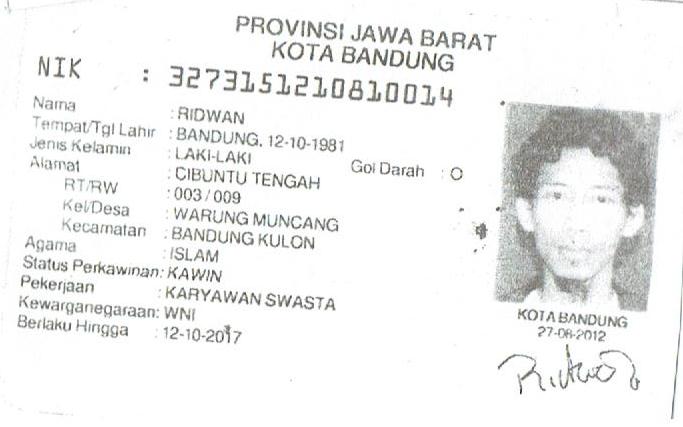 PROVINSI JAWA BARAT
KOTA BANDUNG
NIK : 3273151210810014
Nama : RIDWAN
Tempat/Tgl Lahir : BANDUNG, 12-10-1981
Jenis Kelamin : LAKI-LAKI Gol Darah : O
Alamat : CIBUNTU TENGAH
RT/RW : 003 / 009
Kel/Desa : WARUNG MUNCANG
Kecamatan : BANDUNG KULON
Agama : ISLAM
Status Perkawinan: KAWIN
Pekerjaan : KARYAWAN SWASTA
Kewarganegaraan: WNI
Berlaku Hingga : 12-10-2017
KOTA BANDUNG
27-08-2012